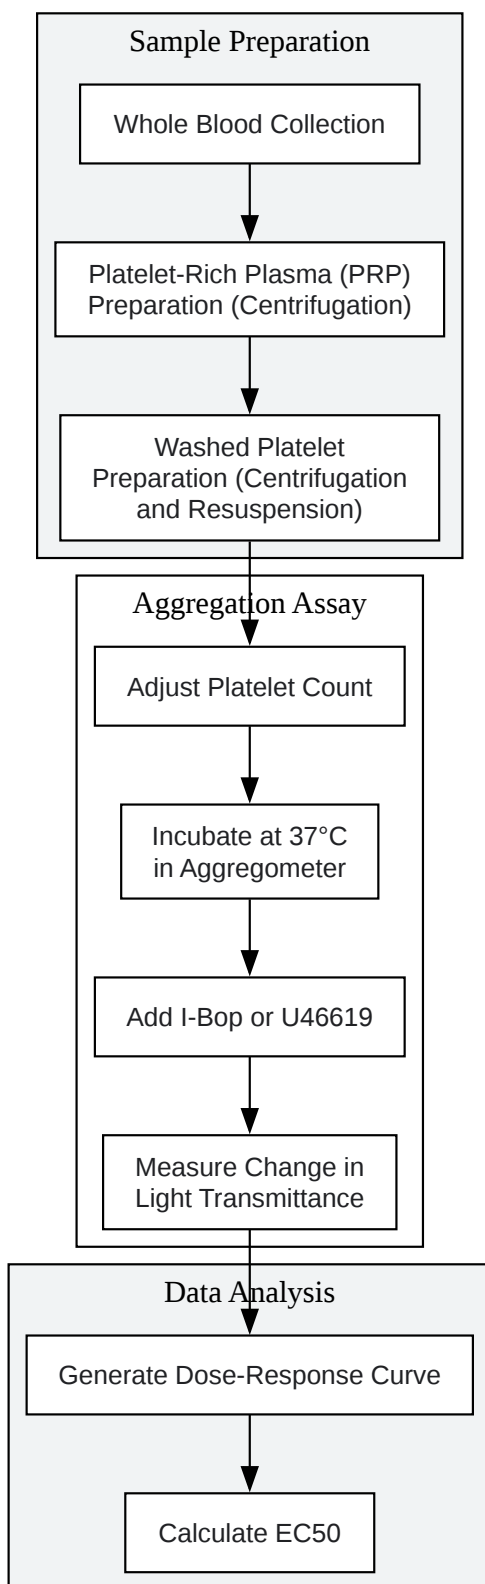 Sample Preparation
Whole Blood Collection
Platelet-Rich Plasma (PRP)
Preparation (Centrifugation)
Washed Platelet
Preparation (Centrifugation
and Resuspension)
Aggregation Assay
Adjust Platelet Count
Incubate at 37°C
in Aggregometer
Add I-Bop or U46619
Measure Change in
Light Transmittance
Data Analysis
Generate Dose-Response Curve
Calculate EC50